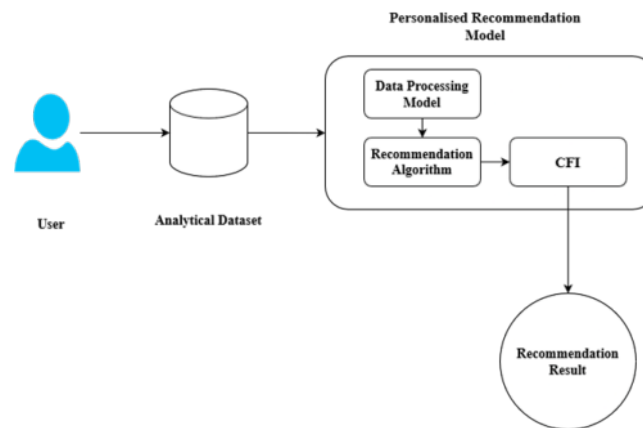 Personalised Recommendation
Model
Data Processing
Model
Recommendation
Algorithm
CFI
User
Analytical Dataset
Recommendation
Result